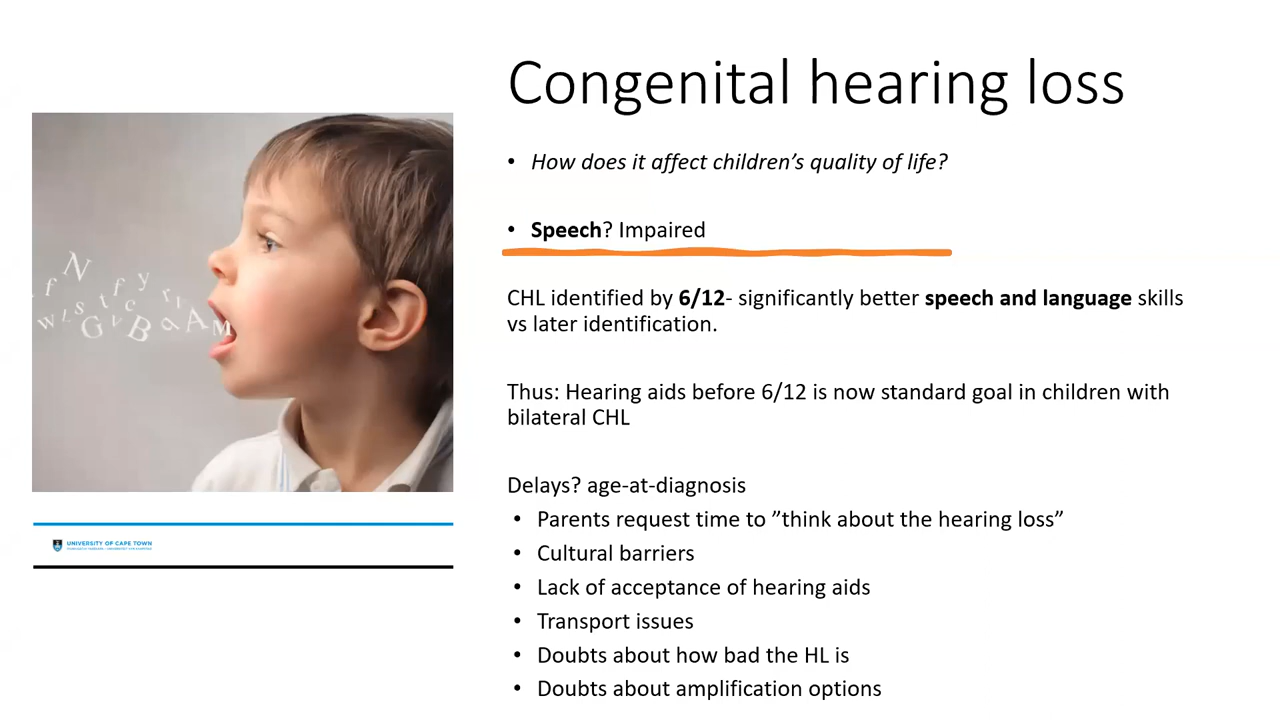 Congenital hearing loss
• How does it affect children's quality of life?
• Speech? Impaired
CHL identified by 6/12- significantly better speech and language skills
vs later identification.
Thus: Hearing aids before 6/12 is now standard goal in children with
bilateral CHL
Delays? age-at-diagnosis
• Parents request time to ”think about the hearing loss”
• Cultural barriers
• Lack of acceptance of hearing aids
• Transport issues
• Doubts about how bad the HL is
• Doubts about amplification options
UNIVERSITY OF CAPE TOWN